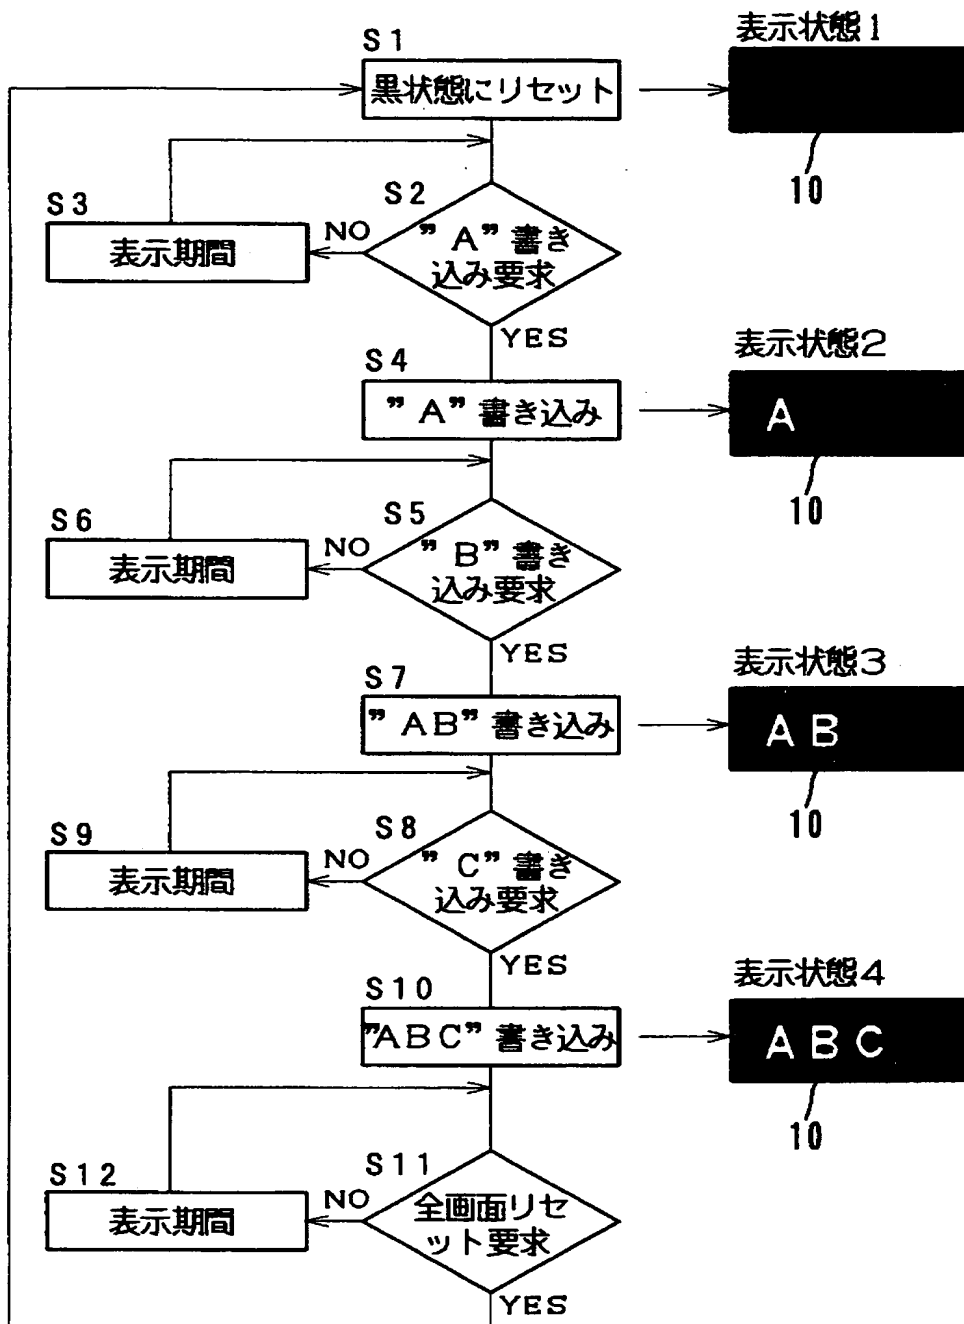 表示状態1
S1
黒状態にリセット
10
S2
S3
"A"書き
込み要求
NO
表示期間
YES
表示状態2
S4
"A"書き込み
A
10
S5
S6
"B"書き
込み要求
NO
表示期間
YES
表示状態3
S7
"AB"書き込み
A B
10
S8
S9
"C"書き
込み要求
NO
表示期間
YES
表示状態4
S10
"ABC"書き込み
A B C
10
S11
S12
全画面リセ
ット要求
NO
表示期間
YES